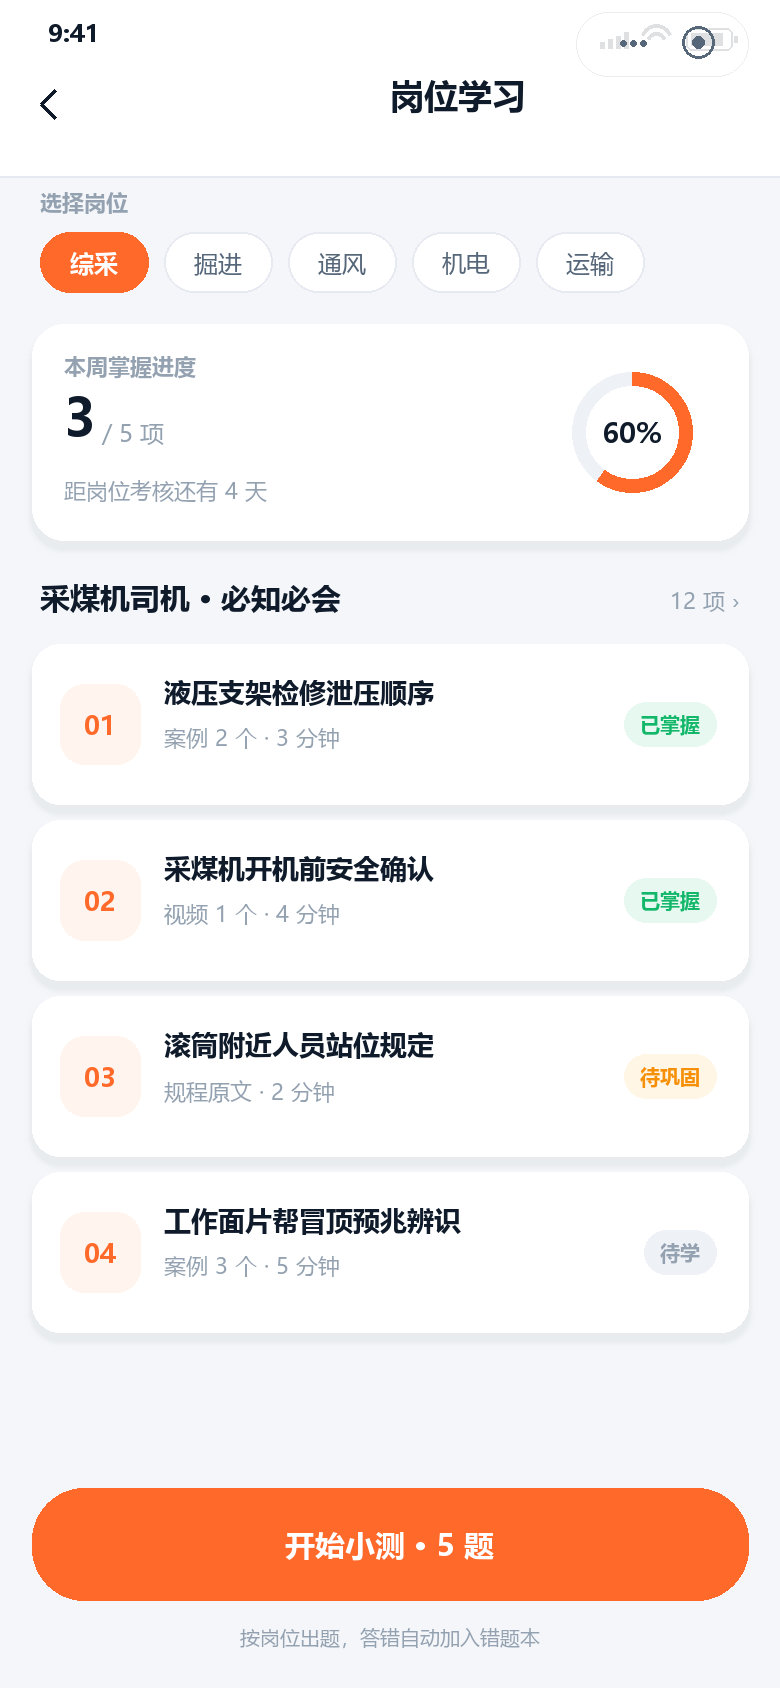 9:41
岗位学习
选择岗位
综采 掘进 通风 机电 运输
本周掌握进度
3 / 5 项
60%
距岗位考核还有 4 天
采煤机司机 • 必知必会
12 项 ›
01
液压支架检修泄压顺序
案例 2 个 · 3 分钟
已掌握
02
采煤机开机前安全确认
视频 1 个 · 4 分钟
已掌握
03
滚筒附近人员站位规定
规程原文 · 2 分钟
待巩固
04
工作面片帮冒顶预兆辨识
案例 3 个 · 5 分钟
待学
开始小测 • 5 题
按岗位出题，答错自动加入错题本